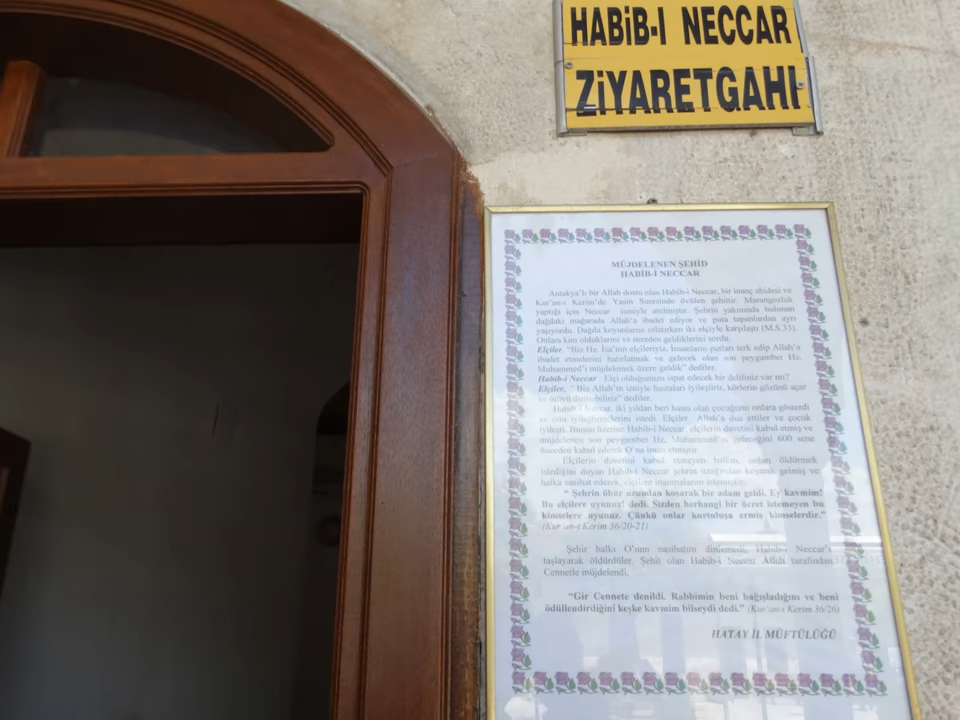 HABİB-I NECCAR
ZİYARETGAHI
MÜJDELENEN ŞEHİD
HABİB-İ NECCAR
Antakya'lı bir Allah dostu olan Habib-i Neccar, bir inanç abidesi ve
Kur'an-ı Kerim'de Yasin Suresinde övülen şehittir. Marangozluk
yaptığı için Neccar ismiyle anılmıştır. Şehrin yakınında bulunan
dağdaki mağarada Allah'a ibadet ediyor ve puta tapanlardan ayrı
yaşıyordu. Dağda koyunlarını otlatırken iki elçiyle karşılaştı (M.S.33).
Onlara kim olduklarını ve nereden geldiklerini sordu.
Elçiler, "Biz Hz. İsa'nın elçileriyiz. İnsanların putları terk edip Allah'a
ibadet etmelerini hatırlatmak ve gelecek olan son peygamber Hz.
Muhammed'i müjdelemek üzere geldik" dediler.
Habib-i Neccar : Elçi olduğunuzu ispat edecek bir deliliniz var mı?
Elçiler, " Biz Allah'ın izniyle hastaları iyileştirir, körlerin gözünü açar
ve ölüyü diriltebiliriz" dediler.
Habib-i Neccar, iki yıldan beri hasta olan çocuğunu onlara gösterdi
ve onu iyileştirmelerini istedi. Elçiler Allah'a dua ettiler ve çocuk
iyileşti. Bunun üzerine Habib-i Neccar, elçilerin davetini kabul etmiş ve
müjdelenen son peygamber Hz. Muhammed'in geleceğini 600 sene
önceden kabul ederek O'na iman etmiştir.
Elçilerin davetini kabul etmeyen halkın, onları öldürmek
istediğini duyan Habib-i Neccar şehrin uzağından koşarak gelmiş ve
halka nasihat ederek, elçilere inanmalarını istemiştir.
" Şehrin öbür ucundan koşarak bir adam geldi. Ey kavmim!
Bu elçilere uyunuz! dedi. Sizden herhangi bir ücret istemeyen bu
kimselere uyunuz. Çünkü onlar kurtuluşa ermiş kimselerdir."
(Kur'an-ı Kerim 36/20-21)
Şehir halkı O'nun nasihatını dinlemedi, Habib-i Neccar'ı
taşlayarak öldürdüler. Şehit olan Habib-i Neccar Allah tarafından
Cennetle müjdelendi.
"Gir Cennete denildi. Rabbimin beni bağışladığını ve beni
ödüllendirdiğini keşke kavmim bilseydi dedi." (Kur'an-ı Kerim 36/26)
HATAY İL MÜFTÜLÜĞÜ